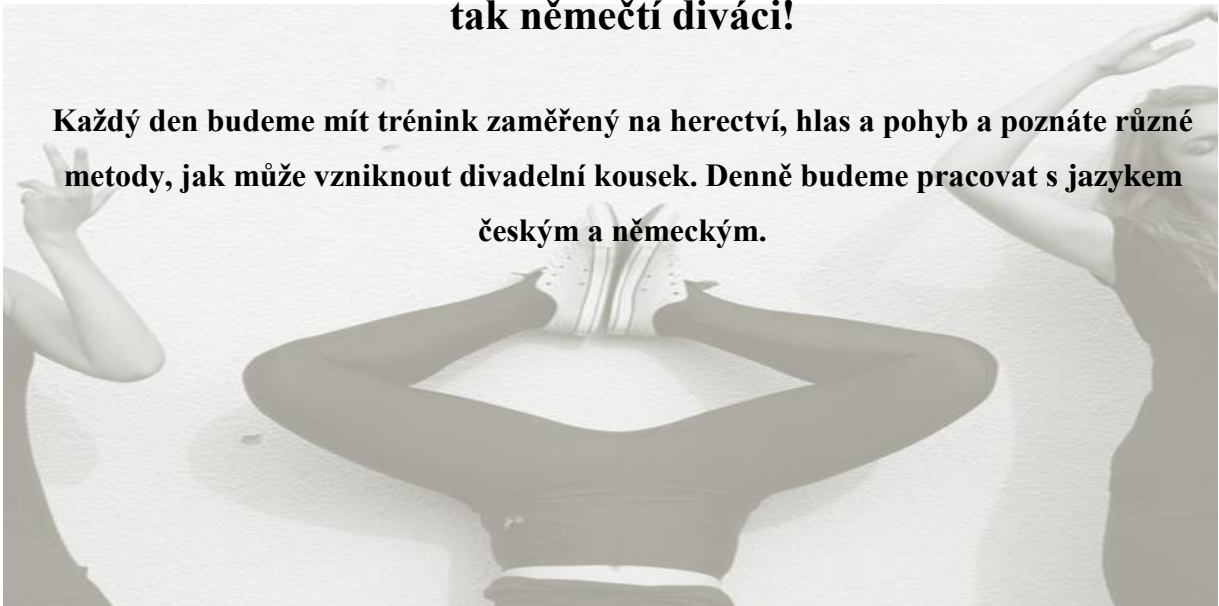 tak němečtí diváci!
Každý den budeme mít trénink zaměřený na herectví, hlas a pohyb a poznáte různé
metody, jak může vzniknout divadelní kousek. Denně budeme pracovat s jazykem
českým a německým.